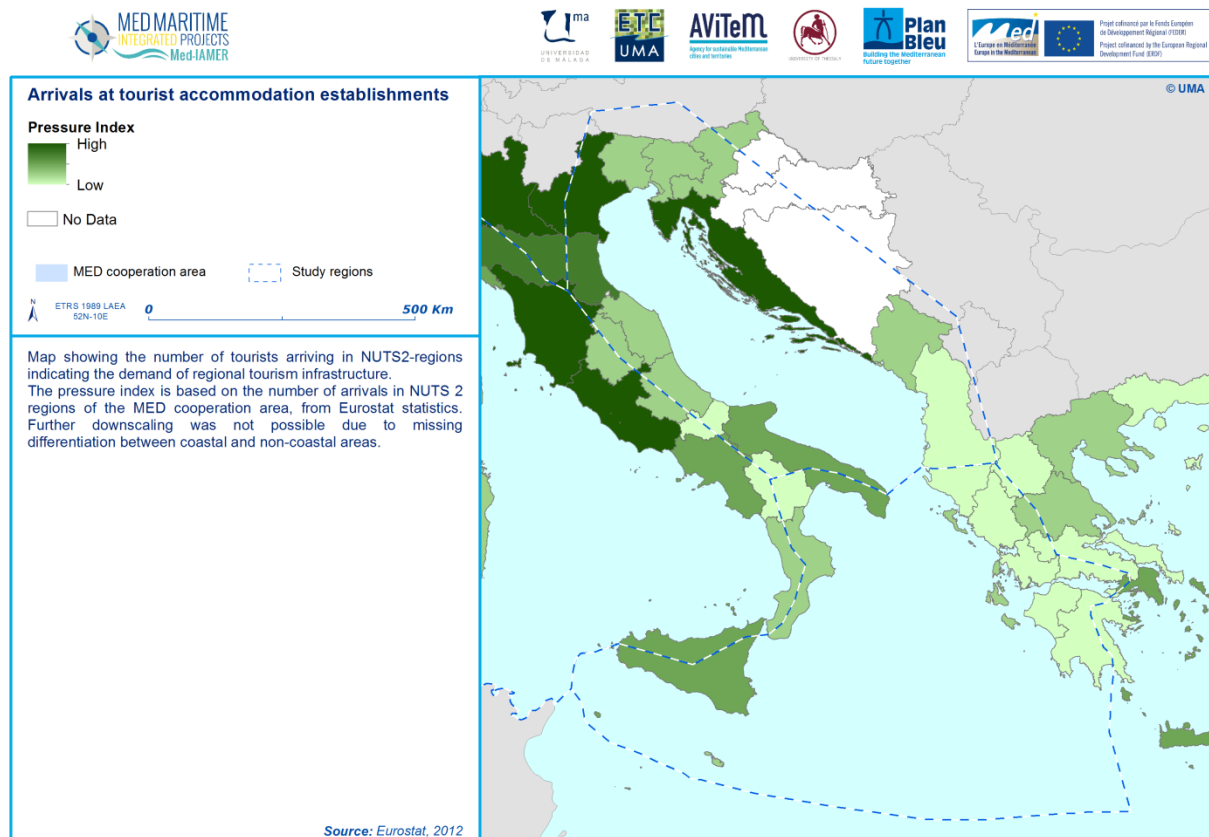 MED MARITIME
INTEGRATED PROJECTS
Med-IAMER
uma
UNIVERSIDAD
DE MÁLAGA
ETC
UMA
AViTeM
Agency for sustainable Mediterranean
cities and territories
UNIVERSITY OF THESSALY
Plan
Bleu
Building the Mediterranean
future together
Med
L'Europe en Méditerranée
Europe in the Mediterranean
Projet cofinancé par le Fonds Européen
de Développement Régional (FEDER)
Project cofinanced by the European Regional
Development Fund (ERDF)
Arrivals at tourist accommodation establishments
Pressure Index
High
Low
No Data
MED cooperation area
Study regions
N
ETRS 1989 LAEA
52N-10E
0
500 Km
Map showing the number of tourists arriving in NUTS2-regions
indicating the demand of regional tourism infrastructure.
The pressure index is based on the number of arrivals in NUTS 2
regions of the MED cooperation area, from Eurostat statistics.
Further downscaling was not possible due to missing
differentiation between coastal and non-coastal areas.
Source: Eurostat, 2012
© UMA